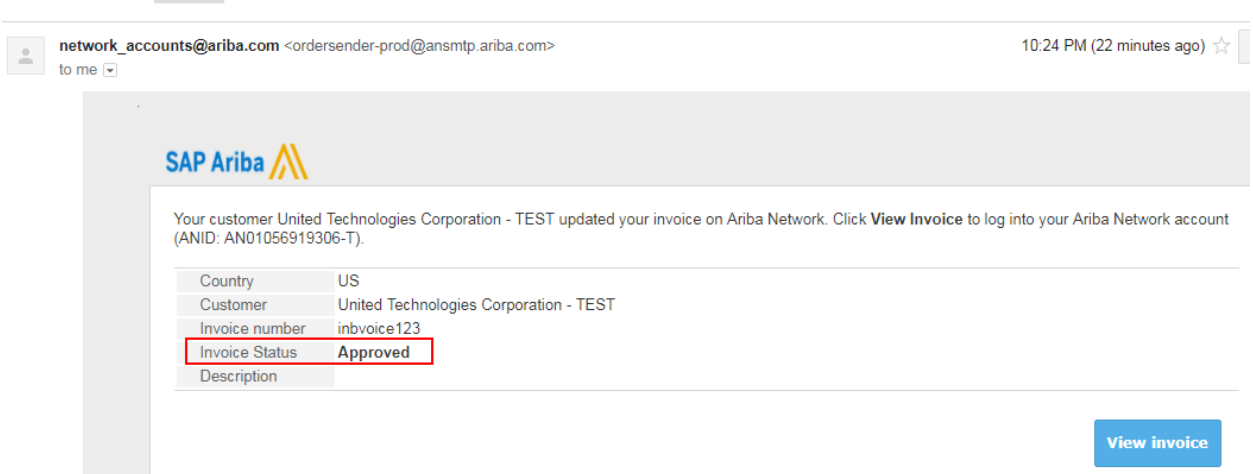 network_accounts@ariba.com <ordersender-prod@ansmtp.ariba.com>
10:24 PM (22 minutes ago)
to me
SAP Ariba
Your customer United Technologies Corporation - TEST updated your invoice on Ariba Network. Click View Invoice to log into your Ariba Network account
(ANID: AN01056919306-T).
Country US
Customer United Technologies Corporation - TEST
Invoice number inbvoice123
Invoice Status Approved
Description
View invoice